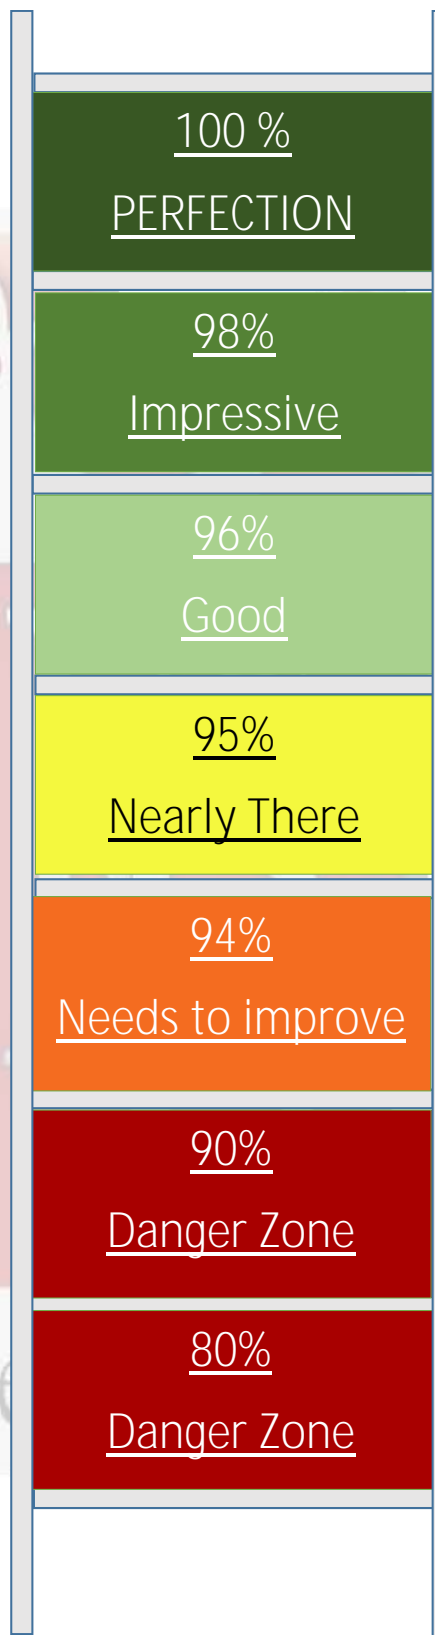 100 %
PERFECTION
98%
Impressive
96%
Good
95%
Nearly There
94%
Needs to improve
90%
Danger Zone
80%
Danger Zone